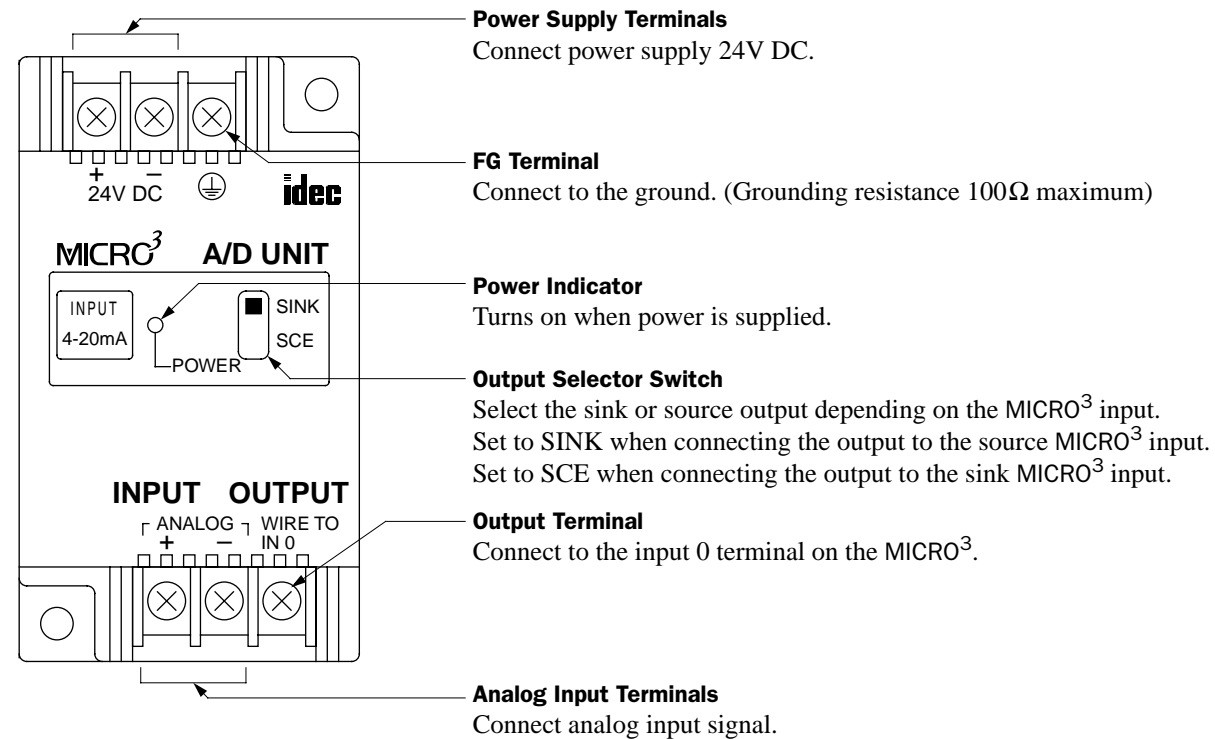 Power Supply Terminals
Connect power supply 24V DC.
FG Terminal
Connect to the ground. (Grounding resistance 100Ω maximum)
+ −
24V DC
idec
MICRO³ A/D UNIT
Power Indicator
Turns on when power is supplied.
INPUT
4-20mA
POWER
SINK
SCE
Output Selector Switch
Select the sink or source output depending on the MICRO³ input.
Set to SINK when connecting the output to the source MICRO³ input.
Set to SCE when connecting the output to the sink MICRO³ input.
INPUT OUTPUT
ANALOG WIRE TO
+ − IN 0
Output Terminal
Connect to the input 0 terminal on the MICRO³.
Analog Input Terminals
Connect analog input signal.